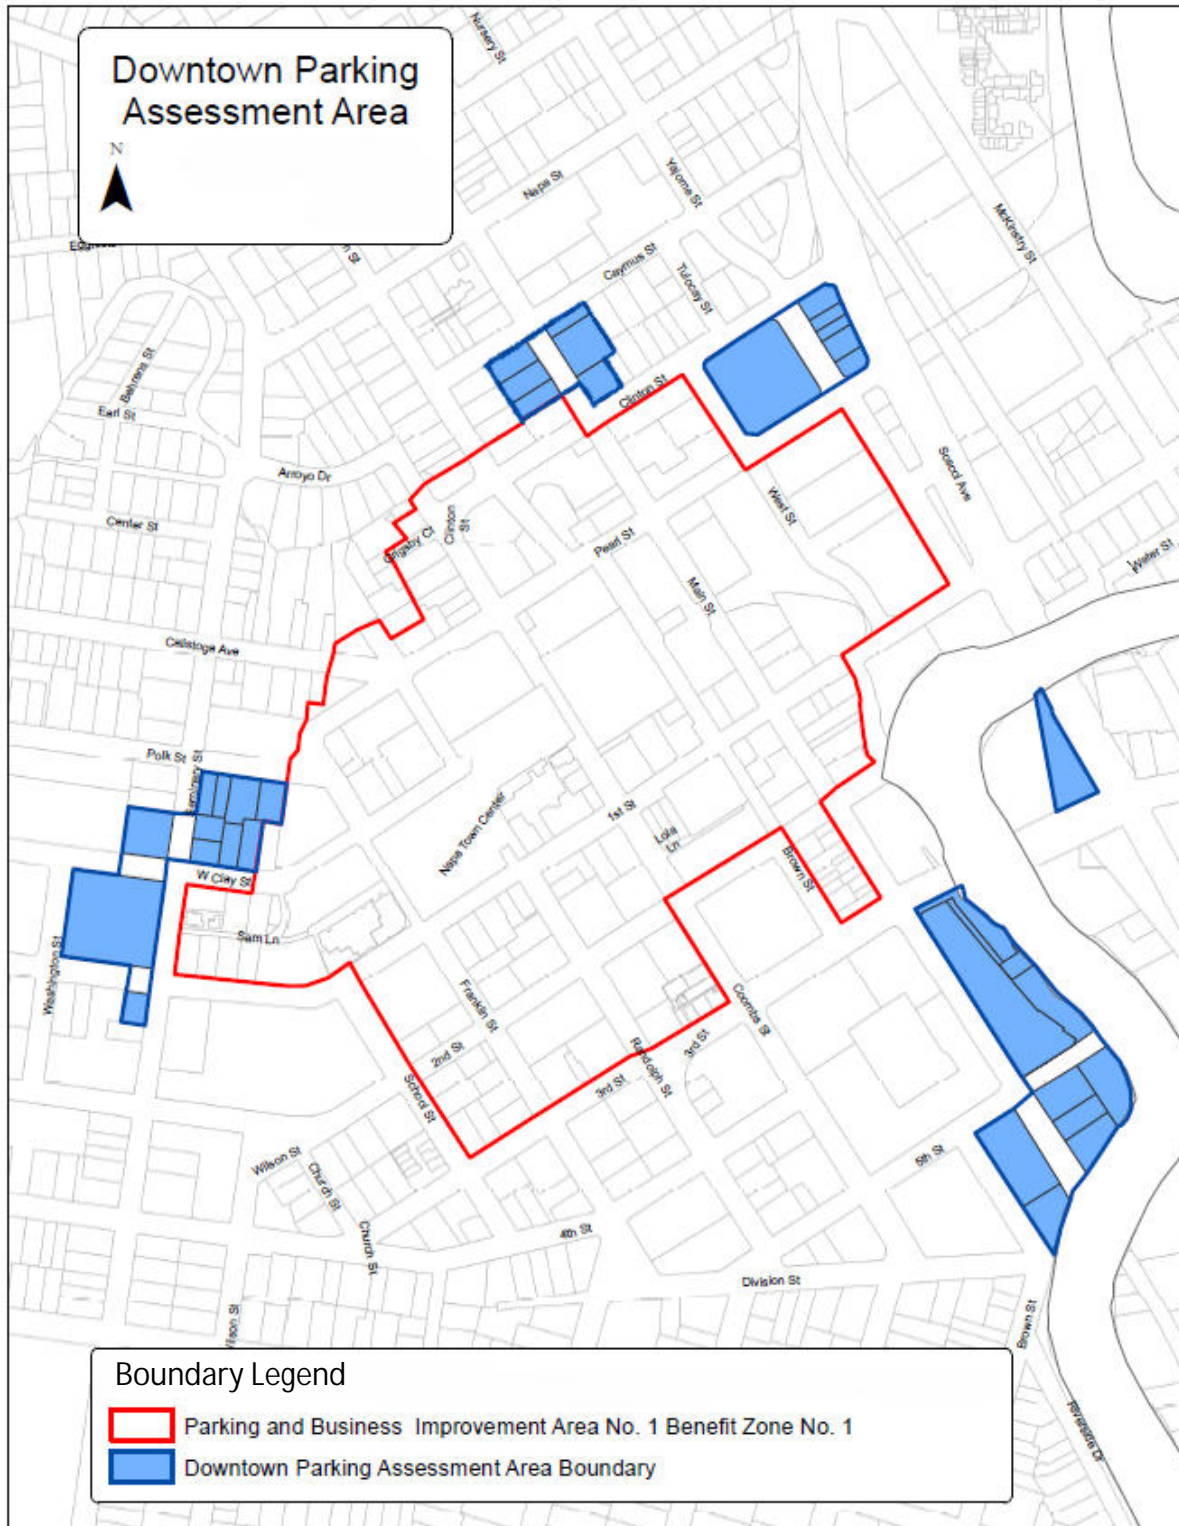 Downtown Parking
Assessment Area
N
Nursery St
Napa St
Yajome St
McKinstry St
Caymus St
Tulocay St
Behrens St
Earl St
Clinton St
Arroyo Dr
Soscol Ave
Center St
Clinton
St
West St
Grigsby Ct
Pearl St
Water St
Main St
Calistoga Ave
Polk St
Seminary St
Napa Town Center
1st St
Lola
Ln
Brown St
W Clay St
Sam Ln
Washington St
Franklin St
Coombs St
2nd St
3rd St
Randolph St
School St
3rd St
Wilson St
Church St
5th St
Church St
4th St
Division St
Brown St
Riverside Dr
Boundary Legend
Parking and Business Improvement Area No. 1 Benefit Zone No. 1
Downtown Parking Assessment Area Boundary